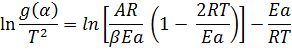 ln g(α)/T² = ln[AR/βEa (1 − 2RT/Ea)] − Ea/RT